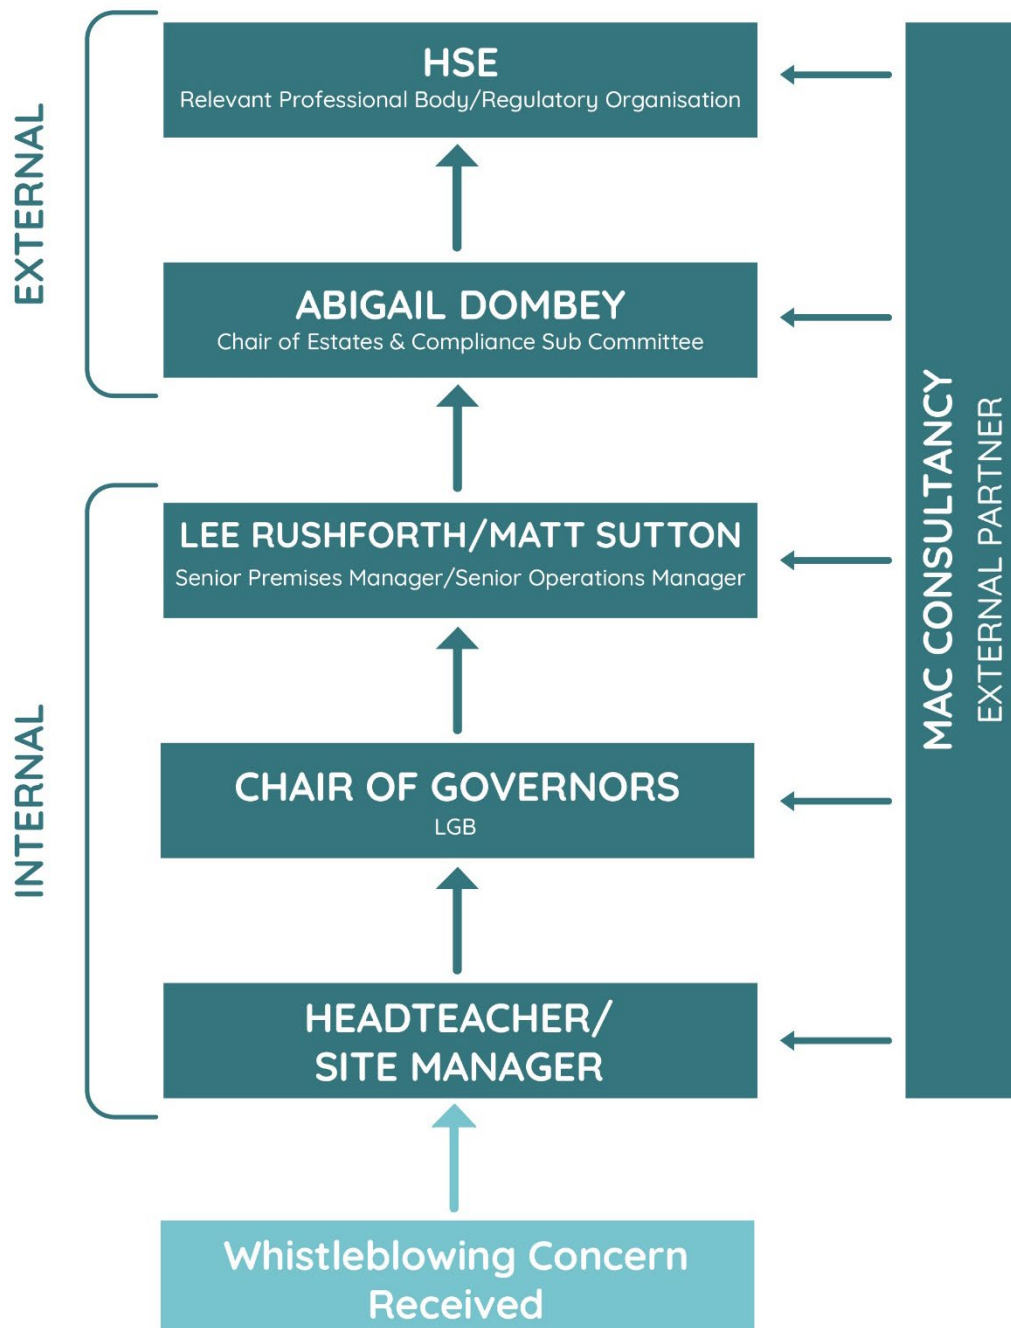 EXTERNAL
HSE
Relevant Professional Body/Regulatory Organisation
ABIGAIL DOMBEY
Chair of Estates & Compliance Sub Committee
INTERNAL
LEE RUSHFORTH/MATT SUTTON
Senior Premises Manager/Senior Operations Manager
CHAIR OF GOVERNORS
LGB
HEADTEACHER/
SITE MANAGER
Whistleblowing Concern
Received
MAC CONSULTANCY
EXTERNAL PARTNER